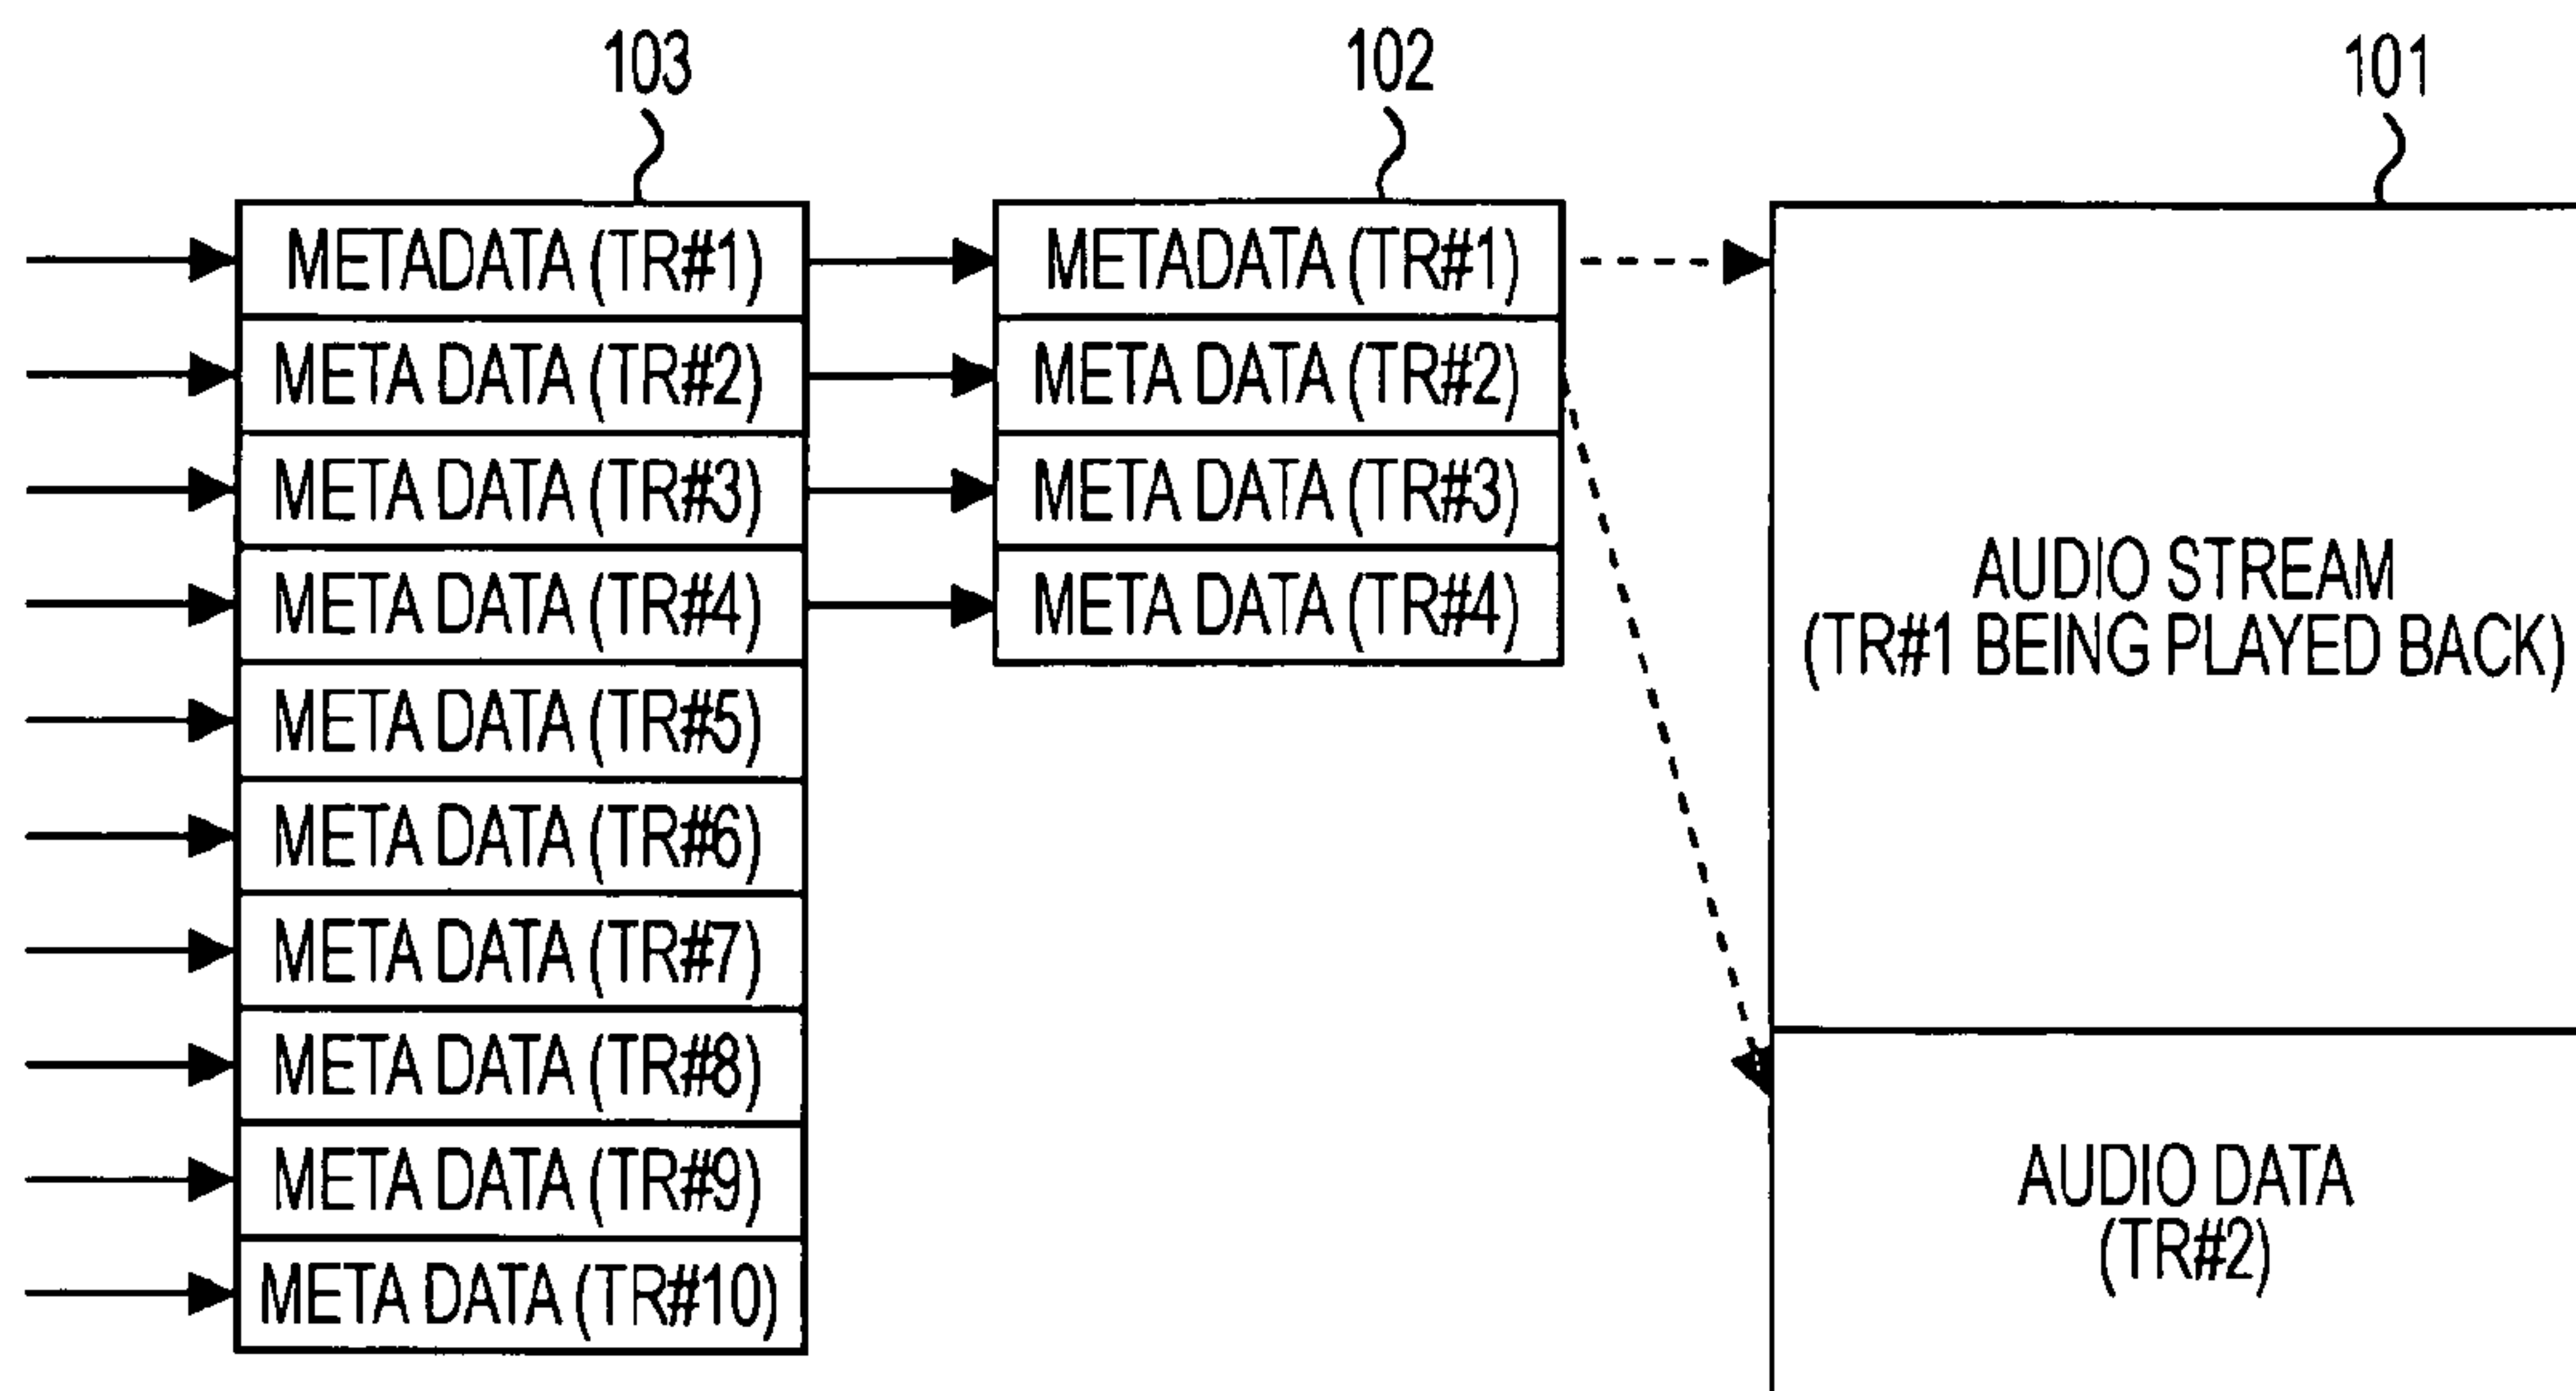 103
102
101
METADATA (TR#1)
META DATA (TR#2)
META DATA (TR#3)
META DATA (TR#4)
META DATA (TR#5)
META DATA (TR#6)
META DATA (TR#7)
META DATA (TR#8)
META DATA (TR#9)
META DATA (TR#10)
METADATA (TR#1)
META DATA (TR#2)
META DATA (TR#3)
META DATA (TR#4)
AUDIO STREAM
(TR#1 BEING PLAYED BACK)
AUDIO DATA
(TR#2)